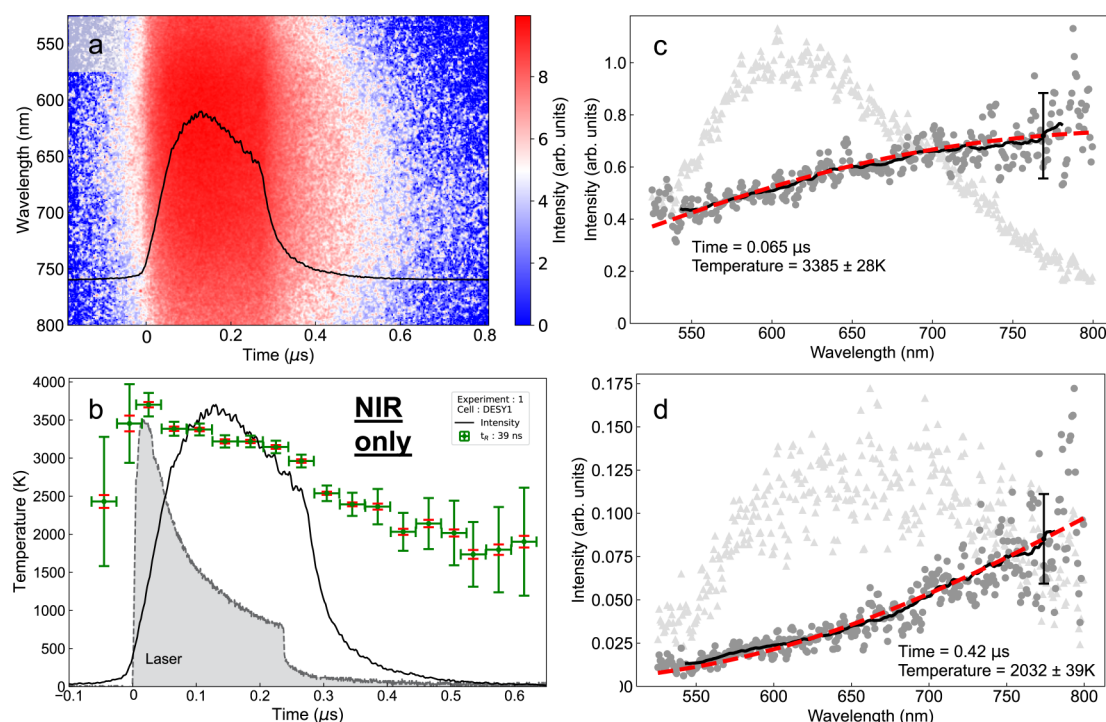 a
Wavelength (nm)
550
600
650
700
750
800
0
0.2
0.4
0.6
0.8
Time (μs)
8
6
4
2
0
Intensity (arb. units)
c
Intensity (arb. units)
1.0
0.8
0.6
0.4
0.2
0
Time = 0.065 μs
Temperature = 3385 ± 28K
550
600
650
700
750
800
Wavelength (nm)
b
Temperature (K)
4000
3500
3000
2500
2000
1500
1000
500
0
NIR
only
Experiment : 1
Cell : DESY1
Intensity
tR : 39 ns
Laser
−0.1
0
0.1
0.2
0.3
0.4
0.5
0.6
Time (μs)
d
Intensity (arb. units)
0.175
0.150
0.125
0.100
0.075
0.050
0.025
0
Time = 0.42 μs
Temperature = 2032 ± 39K
550
600
650
700
750
800
Wavelength (nm)